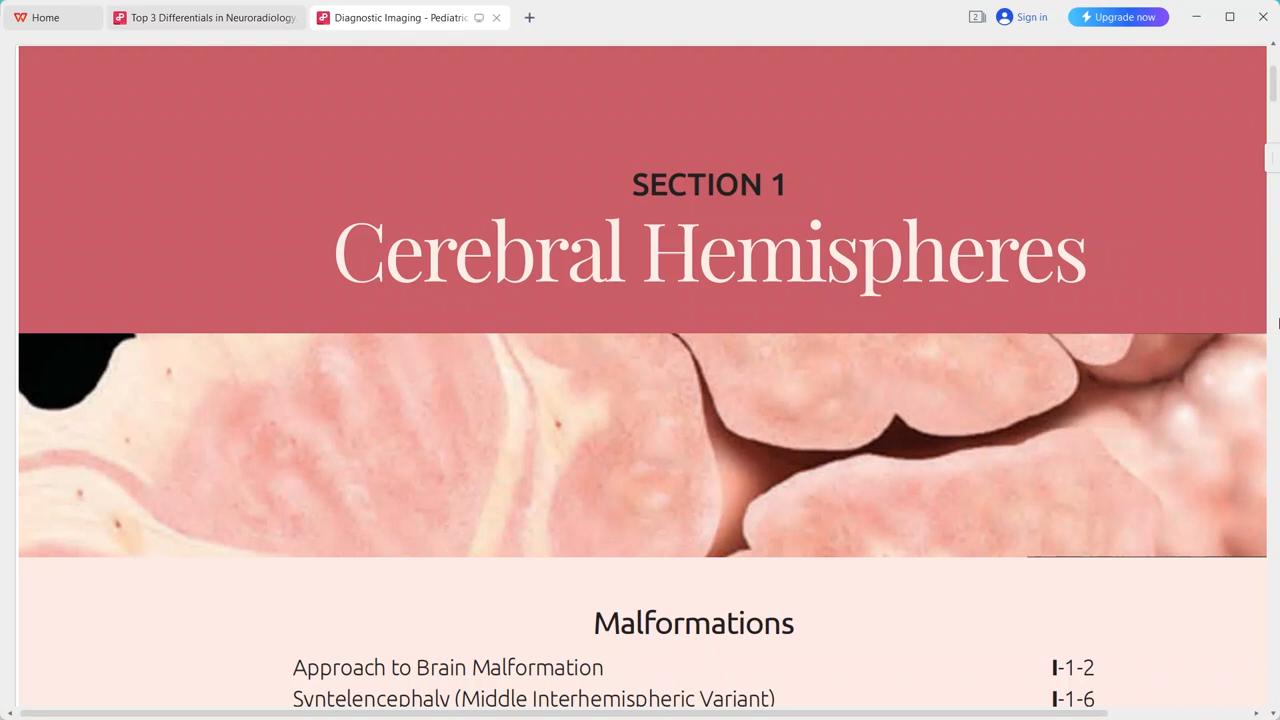 Home
Top 3 Differentials in Neuroradiology
Diagnostic Imaging - Pediatric
2
Sign in
Upgrade now
SECTION 1
Cerebral Hemispheres
Malformations
Approach to Brain Malformation I-1-2
Syntelencephaly (Middle Interhemispheric Variant) I-1-6